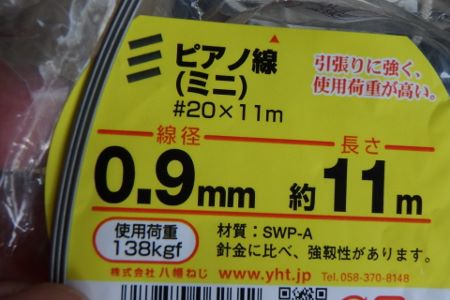 ピアノ線
(ミニ)
#20×11m
引張りに強く、
使用荷重が高い。
線径
長さ
0.9mm 約11m
使用荷重
138kgf
材質：SWP-A
針金に比べ、強靱性があります。
株式会社 八幡ねじ www.yht.jp Tel.058-370-8148